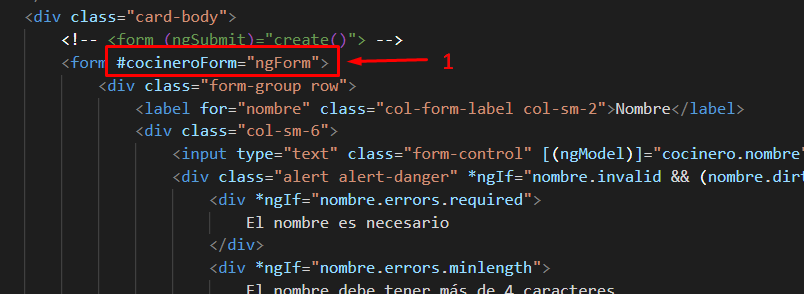 <div class="card-body">
<!-- <form (ngSubmit)="create()"> -->
<form #cocineroForm="ngForm"> 1
<div class="form-group row">
<label for="nombre" class="col-form-label col-sm-2">Nombre</label>
<div class="col-sm-6">
<input type="text" class="form-control" [(ngModel)]="cocinero.nombre"
<div class="alert alert-danger" *ngIf="nombre.invalid && (nombre.dirt
<div *ngIf="nombre.errors.required">
El nombre es necesario
</div>
<div *ngIf="nombre.errors.minlength">
El nombre debe tener más de 4 caracteres